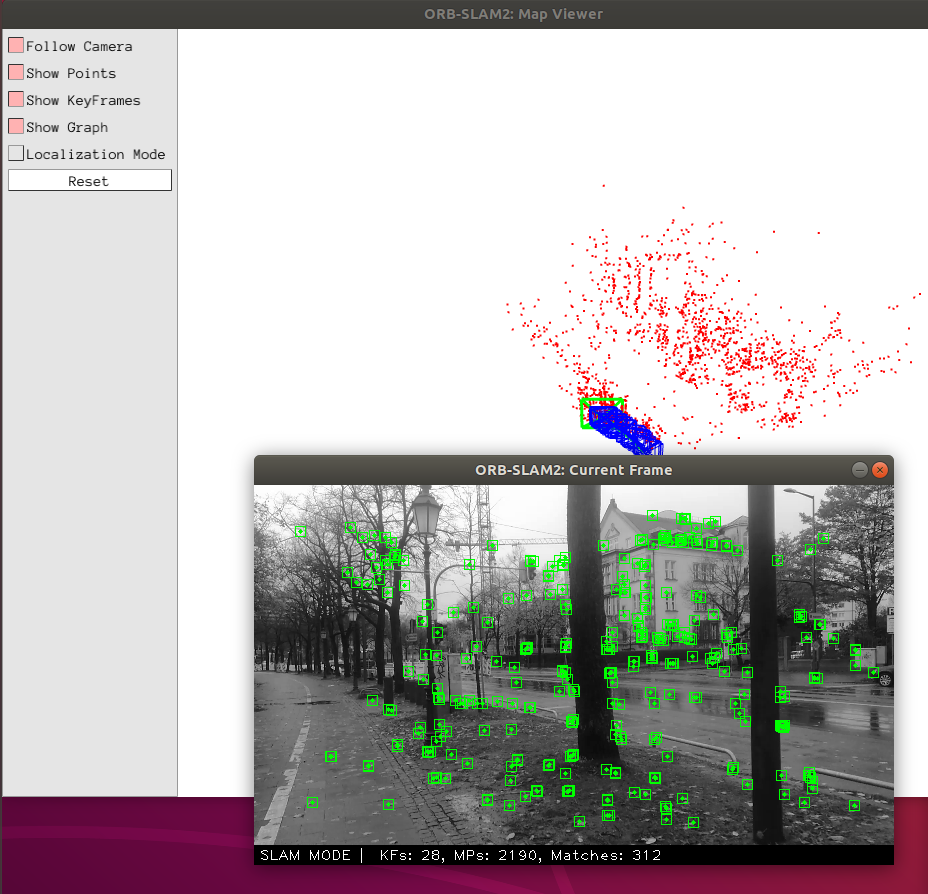 ORB-SLAM2: Map Viewer
Follow Camera
Show Points
Show KeyFrames
Show Graph
Localization Mode
Reset
ORB-SLAM2: Current Frame
SLAM MODE | KFs: 28, MPs: 2190, Matches: 312